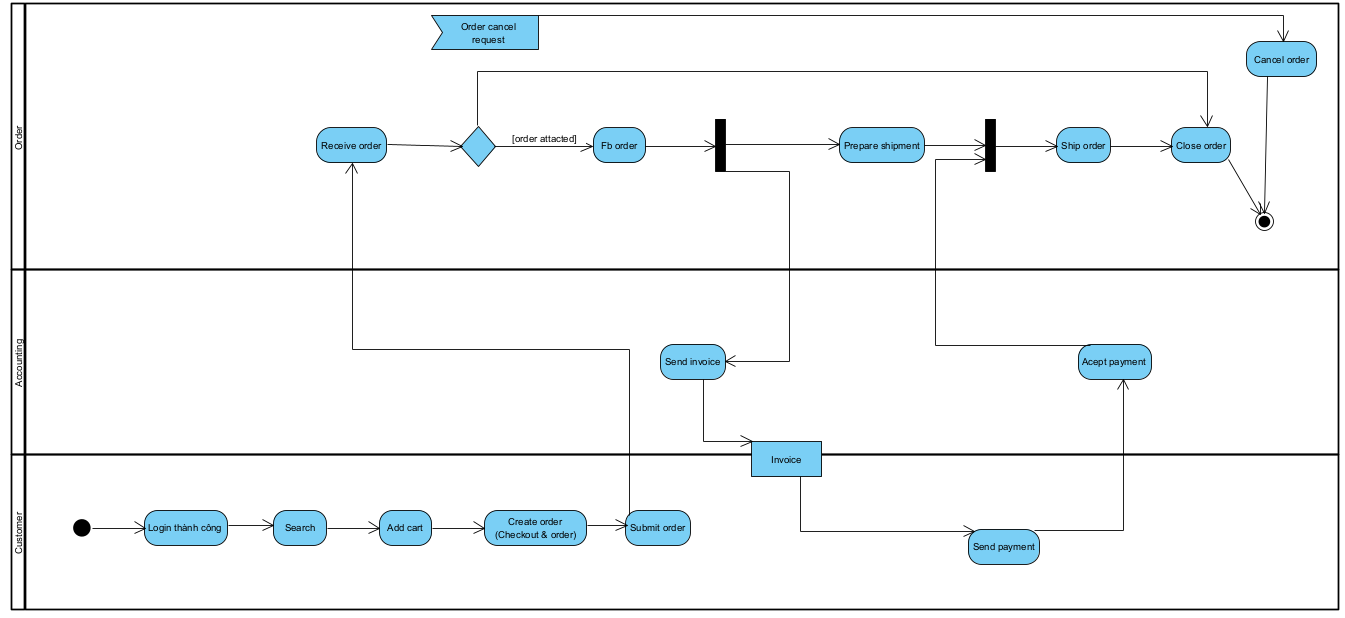 Order
Order cancel
request
Cancel order
Receive order
[order attacted]
Fb order
Prepare shipment
Ship order
Close order
Accounting
Send invoice
Acept payment
Invoice
Customer
Login thành công
Search
Add cart
Create order
(Checkout & order)
Submit order
Send payment